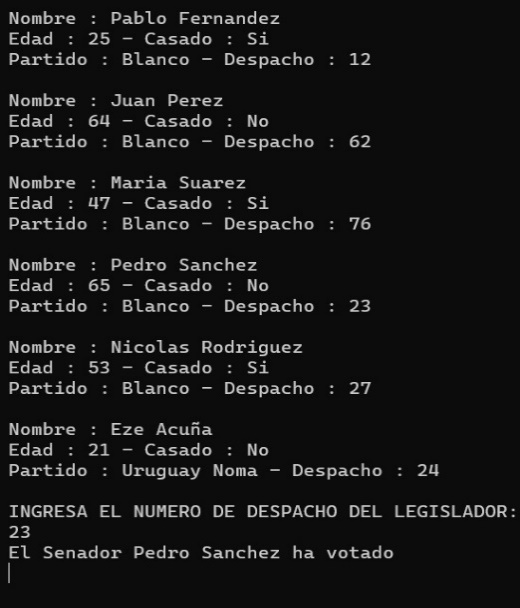 Nombre : Pablo Fernandez
Edad : 25 - Casado : Si
Partido : Blanco - Despacho : 12
Nombre : Juan Perez
Edad : 64 - Casado : No
Partido : Blanco - Despacho : 62
Nombre : Maria Suarez
Edad : 47 - Casado : Si
Partido : Blanco - Despacho : 76
Nombre : Pedro Sanchez
Edad : 65 - Casado : No
Partido : Blanco - Despacho : 23
Nombre : Nicolas Rodriguez
Edad : 53 - Casado : Si
Partido : Blanco - Despacho : 27
Nombre : Eze Acuña
Edad : 21 - Casado : No
Partido : Uruguay Noma - Despacho : 24
INGRESA EL NUMERO DE DESPACHO DEL LEGISLADOR:
23
El Senador Pedro Sanchez ha votado